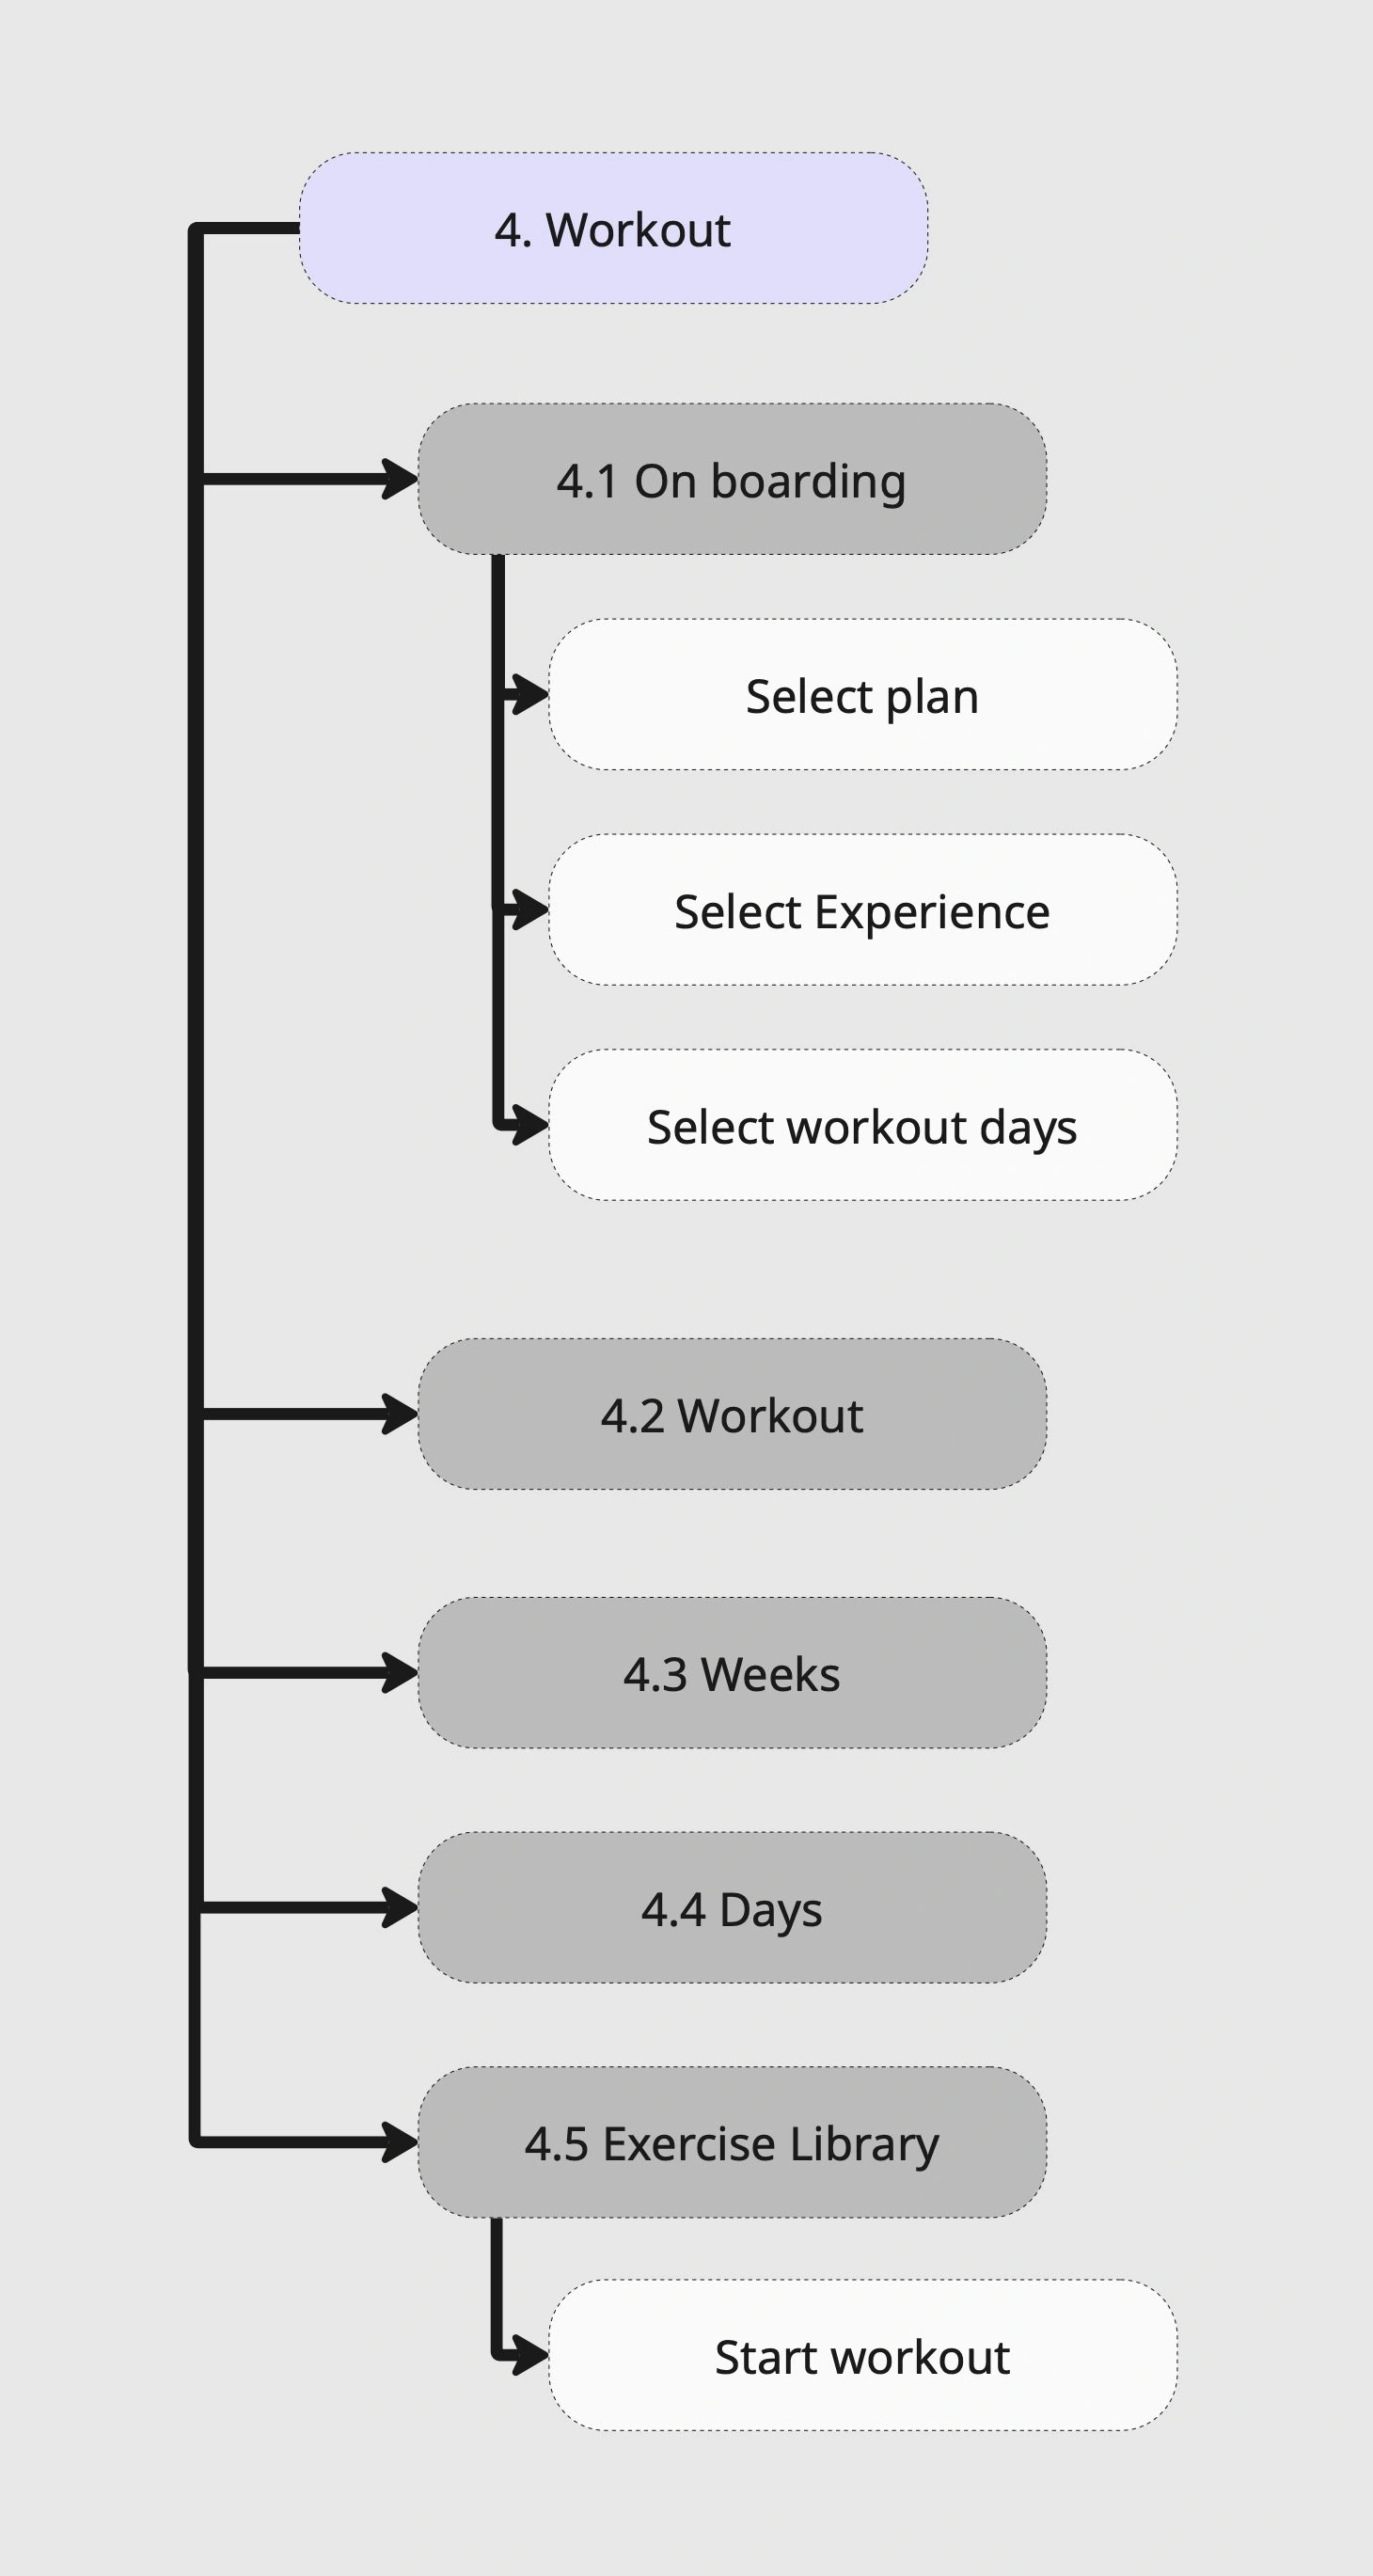 4. Workout
4.1 On boarding
Select plan
Select Experience
Select workout days
4.2 Workout
4.3 Weeks
4.4 Days
4.5 Exercise Library
Start workout